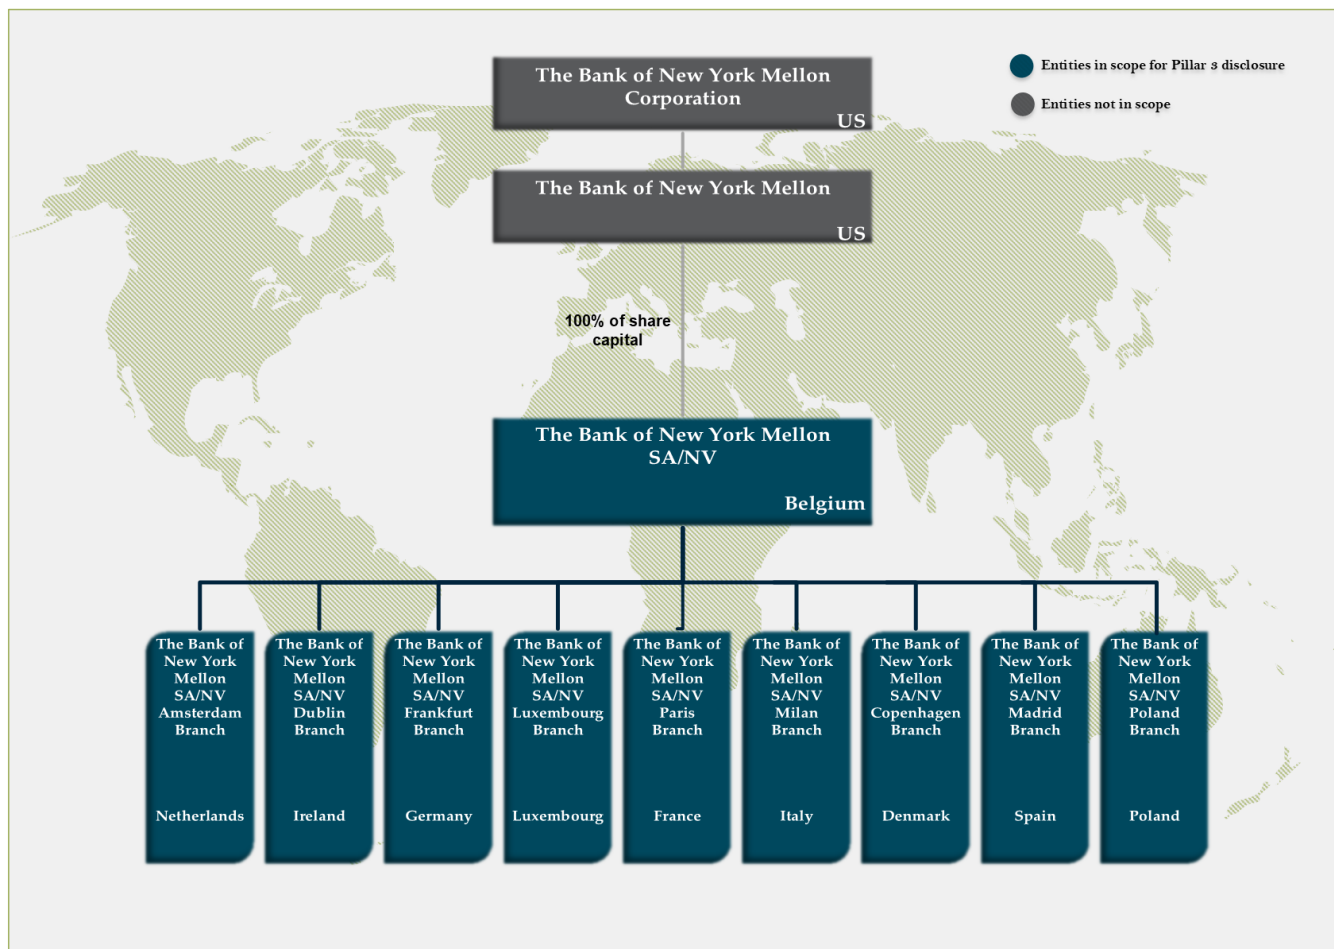 The Bank of New York Mellon
Corporation
US
Entities in scope for Pillar 3 disclosure
Entities not in scope
The Bank of New York Mellon
US
100% of share
capital
The Bank of New York Mellon
SA/NV
Belgium
The Bank of
New York
Mellon
SA/NV
Amsterdam
Branch
Netherlands
The Bank of
New York
Mellon
SA/NV
Dublin
Branch
Ireland
The Bank of
New York
Mellon
SA/NV
Frankfurt
Branch
Germany
The Bank of
New York
Mellon
SA/NV
Luxembourg
Branch
Luxembourg
The Bank of
New York
Mellon
SA/NV
Paris
Branch
France
The Bank of
New York
Mellon
SA/NV
Milan
Branch
Italy
The Bank of
New York
Mellon
SA/NV
Copenhagen
Branch
Denmark
The Bank of
New York
Mellon
SA/NV
Madrid
Branch
Spain
The Bank of
New York
Mellon
SA/NV
Poland
Branch
Poland